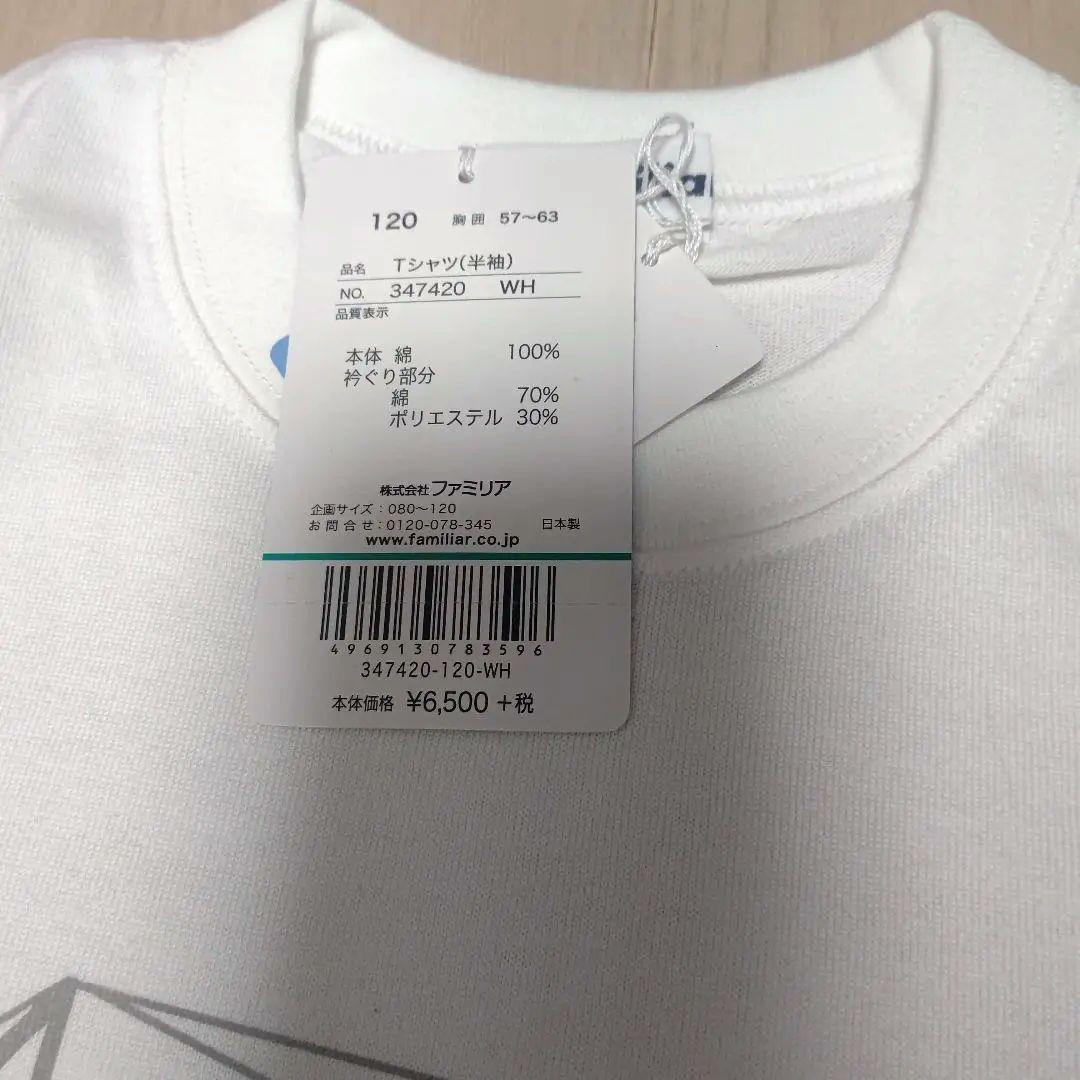 120 胸囲 57~63
品名 Tシャツ(半袖)
NO. 347420 WH
品質表示
本体 綿 100%
衿ぐり部分
綿 70%
ポリエステル 30%
株式会社ファミリア
企画サイズ:080~120
お問合せ:0120-078-345 日本製
www.familiar.co.jp
4969130783596
347420-120-WH
本体価格 ¥6,500+税